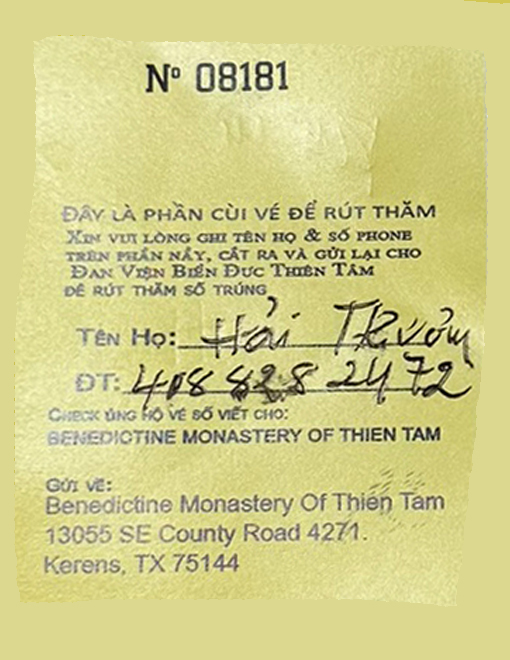 Nº 08181
ĐÂY LÀ PHẦN CÙI VÉ ĐỂ RÚT THĂM
XIN VUI LÒNG GHI TÊN HỌ & SỐ PHONE
TRÊN PHẦN NẦY, CẮT RA VÀ GỬI LẠI CHO
ĐAN VIỆN BIỂN ĐỨC THIÊN TÂM
ĐỂ RÚT THĂM SỐ TRÚNG
TÊN HỌ: Hải Trương
ĐT: 408 828 2472
CHECK ỦNG HỘ VÉ SỐ VIẾT CHO:
BENEDICTINE MONASTERY OF THIEN TAM
GỬI VỀ:
Benedictine Monastery Of Thien Tam
13055 SE County Road 4271.
Kerens, TX 75144